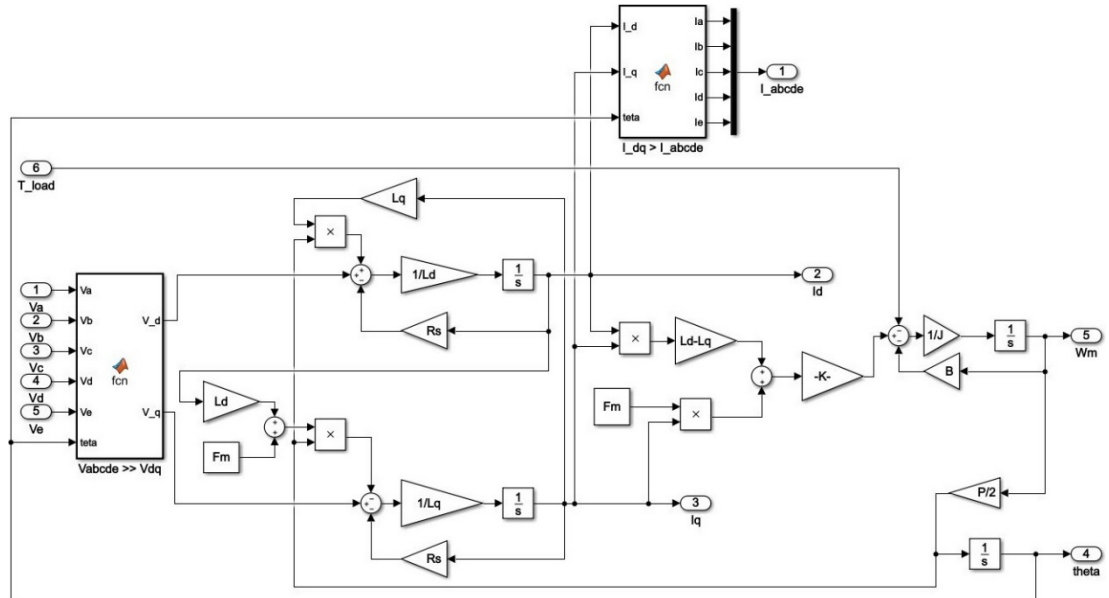 I_d
I_q
teta
fcn
Ia
Ib
Ic
Id
Ie
I_dq > I_abcde
1
I_abcde
6
T_load
Lq
×
+
+
−
1/Ld
1
s
Rs
2
Id
1
Va
2
Vb
3
Vc
4
Vd
5
Ve
Va
Vb
Vc
Vd
Ve
teta
fcn
V_d
V_q
Vabcde >> Vdq
Ld
Fm
+
+
×
−
+
−
1/Lq
1
s
Rs
3
Iq
×
Ld-Lq
Fm
×
+
+
-K-
−
+
−
1/J
1
s
B
5
Wm
P/2
1
s
4
theta